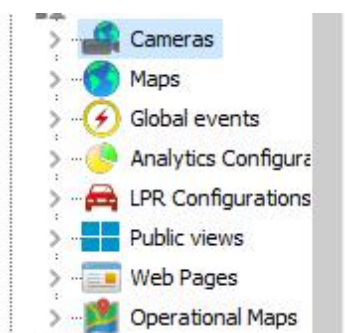 Cameras
Maps
Global events
Analytics Configura
LPR Configurations
Public views
Web Pages
Operational Maps